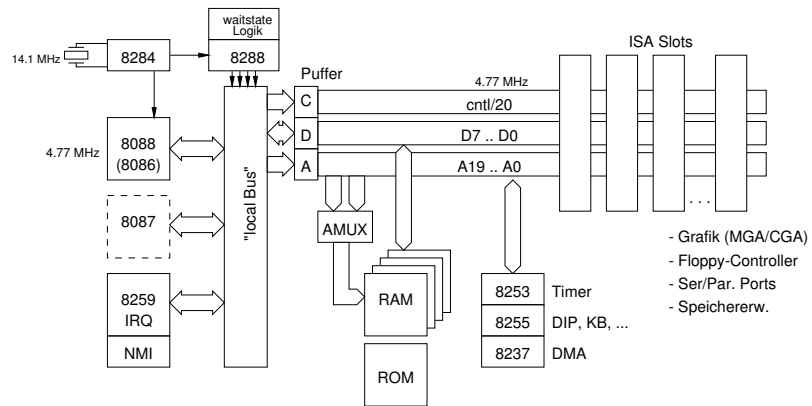 waitstate
Logik
ISA Slots
14.1 MHz
8284
8288
Puffer
4.77 MHz
C
cntl/20
8088
(8086)
4.77 MHz
D
D7 .. D0
A
A19 .. A0
"local Bus"
8087
AMUX
. . .
- Grafik (MGA/CGA)
- Floppy-Controller
- Ser/Par. Ports
- Speichererw.
8259
IRQ
NMI
RAM
8253
Timer
8255
DIP, KB, ...
8237
DMA
ROM